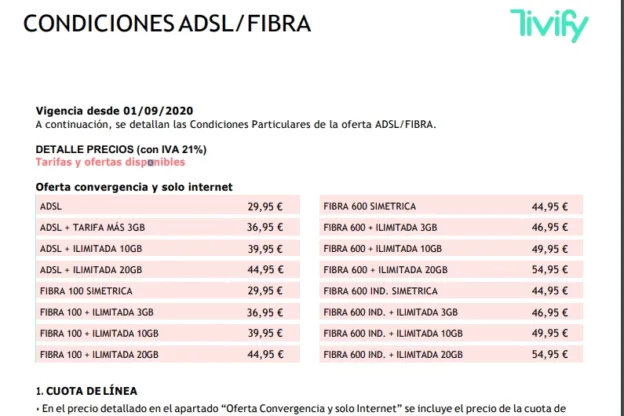 CONDICIONES ADSL/FIBRA
Tivify
Vigencia desde 01/09/2020
A continuación, se detallan las Condiciones Particulares de la oferta ADSL/FIBRA.
DETALLE PRECIOS (con IVA 21%)
Tarifas y ofertas disponibles
Oferta convergencia y solo internet
ADSL 29,95 €
ADSL + TARIFA MÁS 3GB 36,95 €
ADSL + ILIMITADA 10GB 39,95 €
ADSL + ILIMITADA 20GB 44,95 €
FIBRA 100 SIMETRICA 29,95 €
FIBRA 100 + ILIMITADA 3GB 36,95 €
FIBRA 100 + ILIMITADA 10GB 39,95 €
FIBRA 100 + ILIMITADA 20GB 44,95 €
FIBRA 600 SIMETRICA 44,95 €
FIBRA 600 + ILIMITADA 3GB 46,95 €
FIBRA 600 + ILIMITADA 10GB 49,95 €
FIBRA 600 + ILIMITADA 20GB 54,95 €
FIBRA 600 IND. SIMETRICA 44,95 €
FIBRA 600 IND. + ILIMITADA 3GB 46,95 €
FIBRA 600 IND. + ILIMITADA 10GB 49,95 €
FIBRA 600 IND. + ILIMITADA 20GB 54,95 €
1. CUOTA DE LÍNEA
• En el precio detallado en el apartado “Oferta Convergencia y solo Internet” se incluye el precio de la cuota de